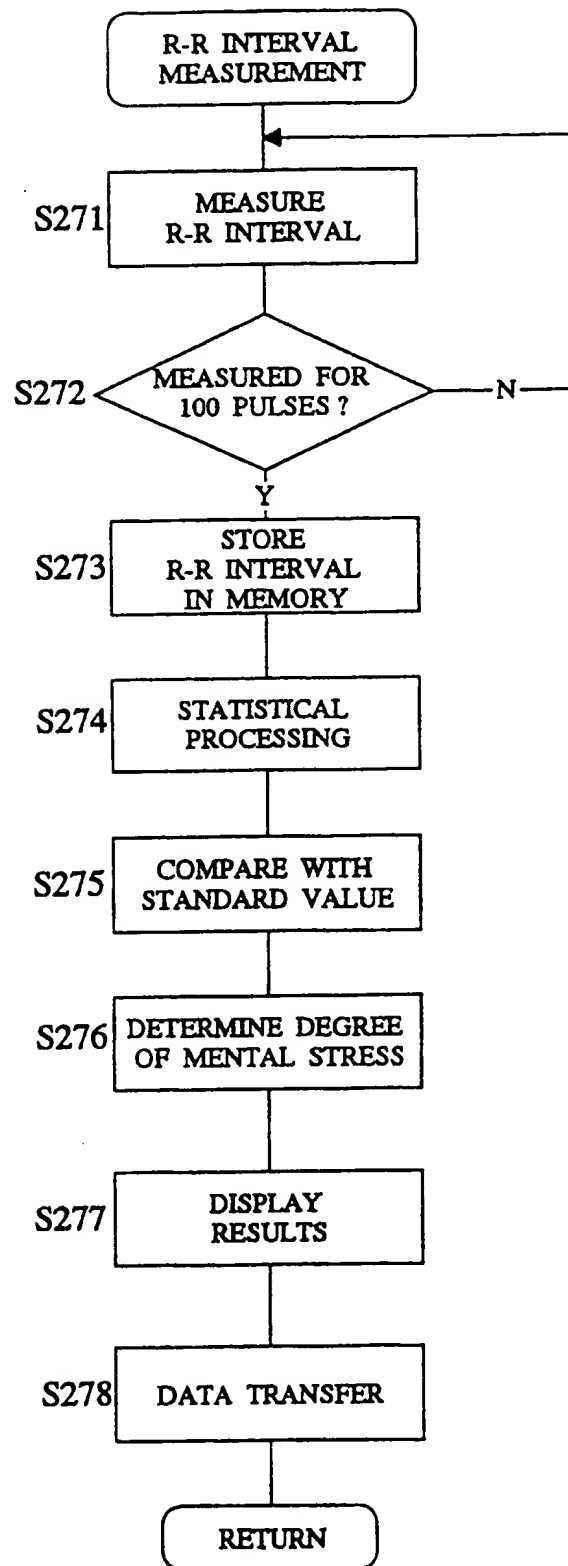 R-R INTERVAL
MEASUREMENT
S271
MEASURE
R-R INTERVAL
S272
MEASURED FOR
100 PULSES ?
N
Y
S273
STORE
R-R INTERVAL
IN MEMORY
S274
STATISTICAL
PROCESSING
S275
COMPARE WITH
STANDARD VALUE
S276
DETERMINE DEGREE
OF MENTAL STRESS
S277
DISPLAY
RESULTS
S278
DATA TRANSFER
RETURN